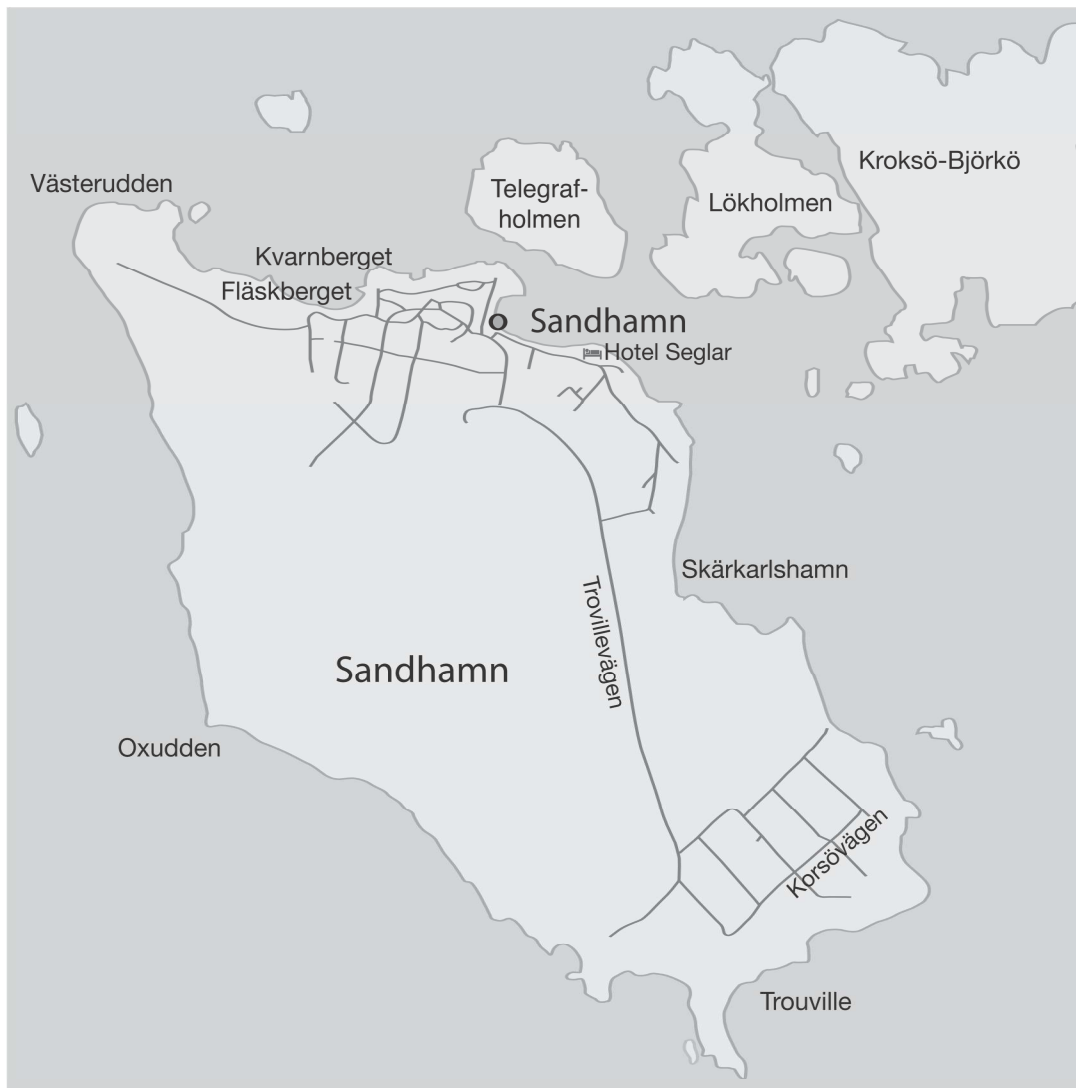 Kroksö-Björkö
Västerudden
Telegraf-
holmen
Lökholmen
Kvarnberget
Fläskberget
Sandhamn
Hotel Seglar
Skärkarlshamn
Trovillevägen
Sandhamn
Oxudden
Korsövägen
Trouville